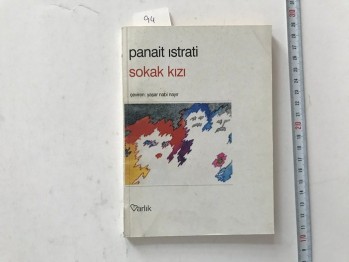 94
panait ıstrati
sokak kızı
çeviren: yaşar nabi nayır
varlık